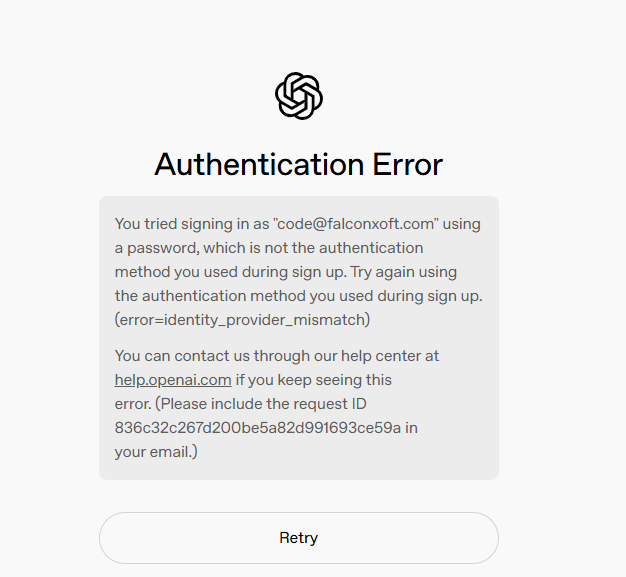 Authentication Error
You tried signing in as "code@falconxoft.com" using
a password, which is not the authentication
method you used during sign up. Try again using
the authentication method you used during sign up.
(error=identity_provider_mismatch)
You can contact us through our help center at
help.openai.com if you keep seeing this
error. (Please include the request ID
836c32c267d200be5a82d991693ce59a in
your email.)
Retry